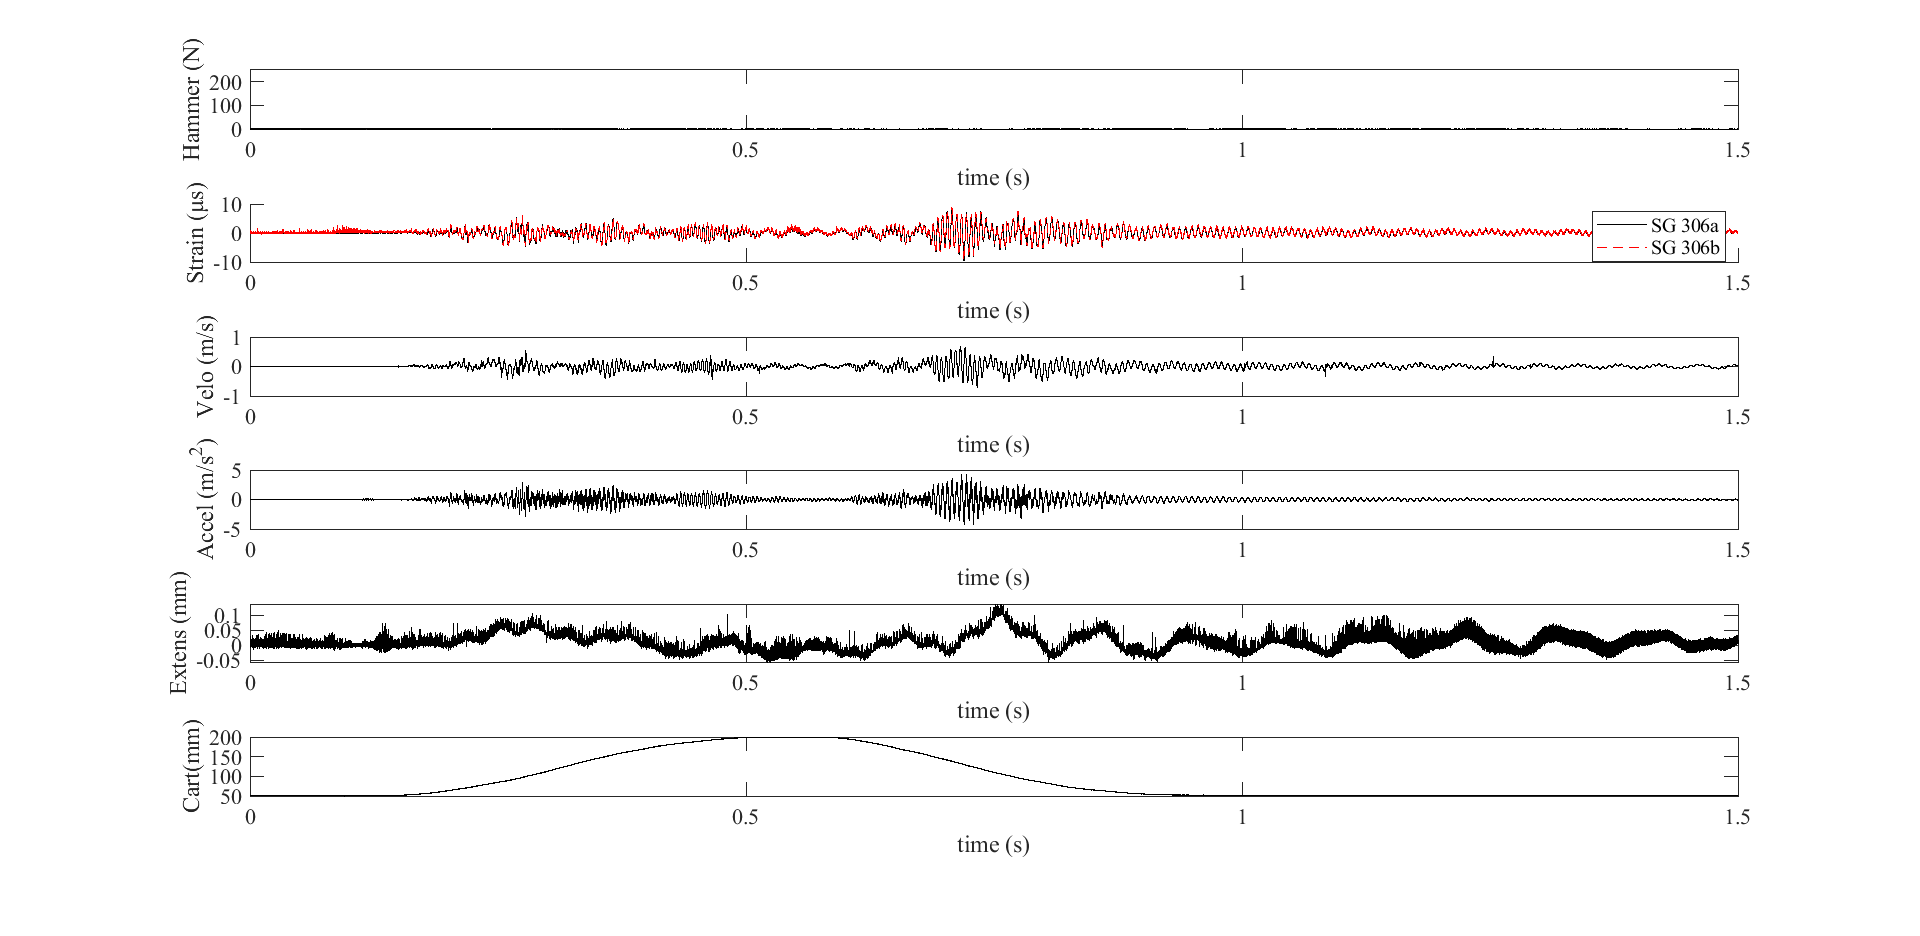 Hammer (N)
200
100
0
0 0.5 1 1.5
time (s)
Strain (μs)
10
0
-10
SG 306a
SG 306b
0 0.5 1 1.5
time (s)
Velo (m/s)
1
0
-1
0 0.5 1 1.5
time (s)
Accel (m/s²)
5
0
-5
0 0.5 1 1.5
time (s)
Extens (mm)
0.1
0.05
0
-0.05
0 0.5 1 1.5
time (s)
Cart(mm)
200
150
100
50
0 0.5 1 1.5
time (s)